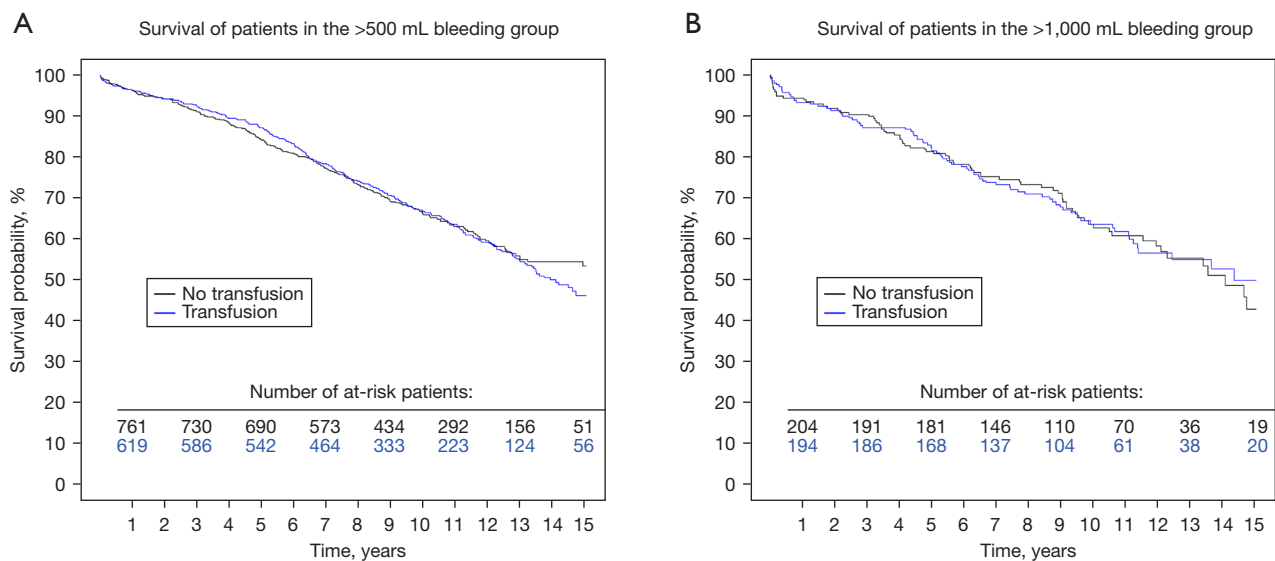 A
Survival of patients in the >500 mL bleeding group
Survival probability, %
100
90
80
70
60
50
40
30
20
10
0
No transfusion
Transfusion
Number of at-risk patients:
761 730 690 573 434 292 156 51
619 586 542 464 333 223 124 56
1 2 3 4 5 6 7 8 9 10 11 12 13 14 15
Time, years
B
Survival of patients in the >1,000 mL bleeding group
Survival probability, %
100
90
80
70
60
50
40
30
20
10
0
No transfusion
Transfusion
Number of at-risk patients:
204 191 181 146 110 70 36 19
194 186 168 137 104 61 38 20
1 2 3 4 5 6 7 8 9 10 11 12 13 14 15
Time, years